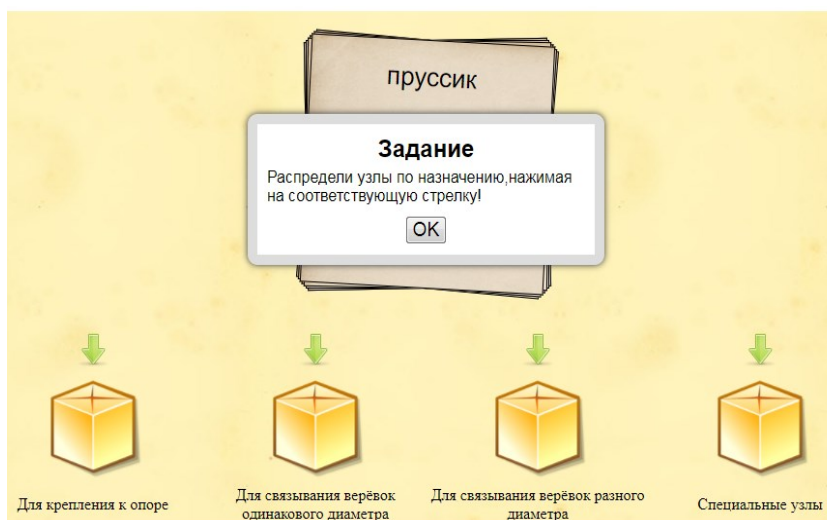 пруссик
Задание
Распредели узлы по назначению,нажимая
на соответствующую стрелку!
OK
Для крепления к опоре
Для связывания верёвок
одинакового диаметра
Для связывания верёвок разного
диаметра
Специальные узлы